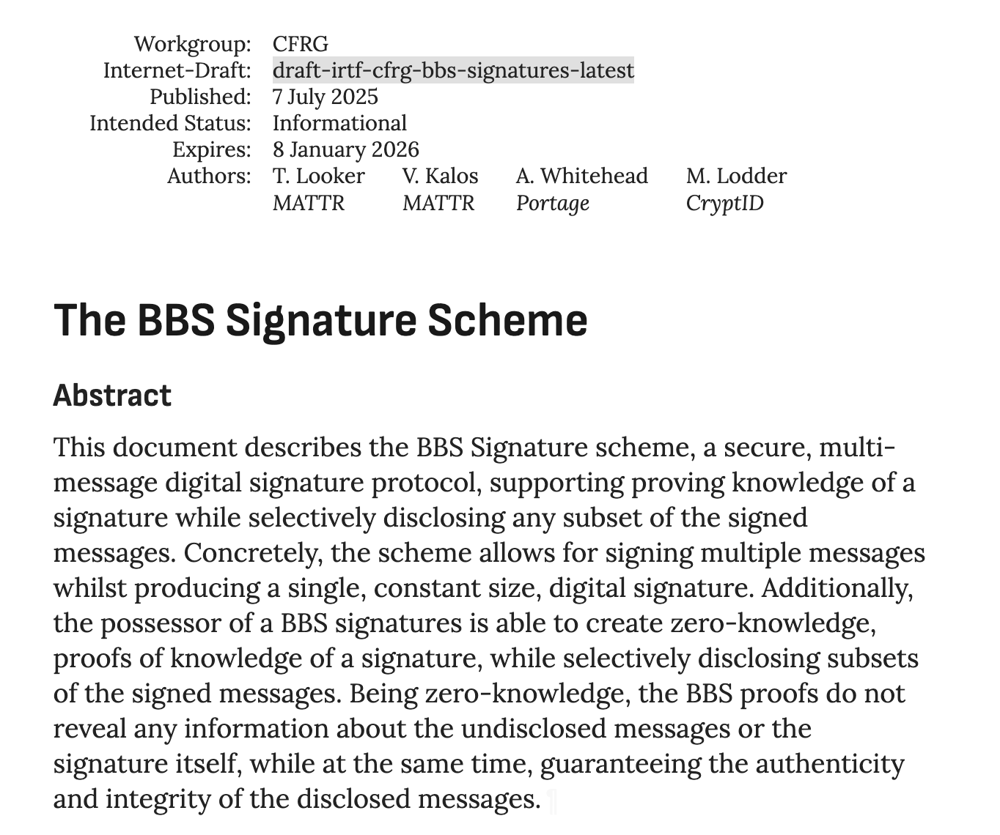 Workgroup: CFRG
Internet-Draft: draft-irtf-cfrg-bbs-signatures-latest
Published: 7 July 2025
Intended Status: Informational
Expires: 8 January 2026
Authors: T. Looker V. Kalos A. Whitehead M. Lodder
MATTR MATTR Portage CryptID
The BBS Signature Scheme
Abstract
This document describes the BBS Signature scheme, a secure, multi-
message digital signature protocol, supporting proving knowledge of a
signature while selectively disclosing any subset of the signed
messages. Concretely, the scheme allows for signing multiple messages
whilst producing a single, constant size, digital signature. Additionally,
the possessor of a BBS signatures is able to create zero-knowledge,
proofs of knowledge of a signature, while selectively disclosing subsets
of the signed messages. Being zero-knowledge, the BBS proofs do not
reveal any information about the undisclosed messages or the
signature itself, while at the same time, guaranteeing the authenticity
and integrity of the disclosed messages. ¶